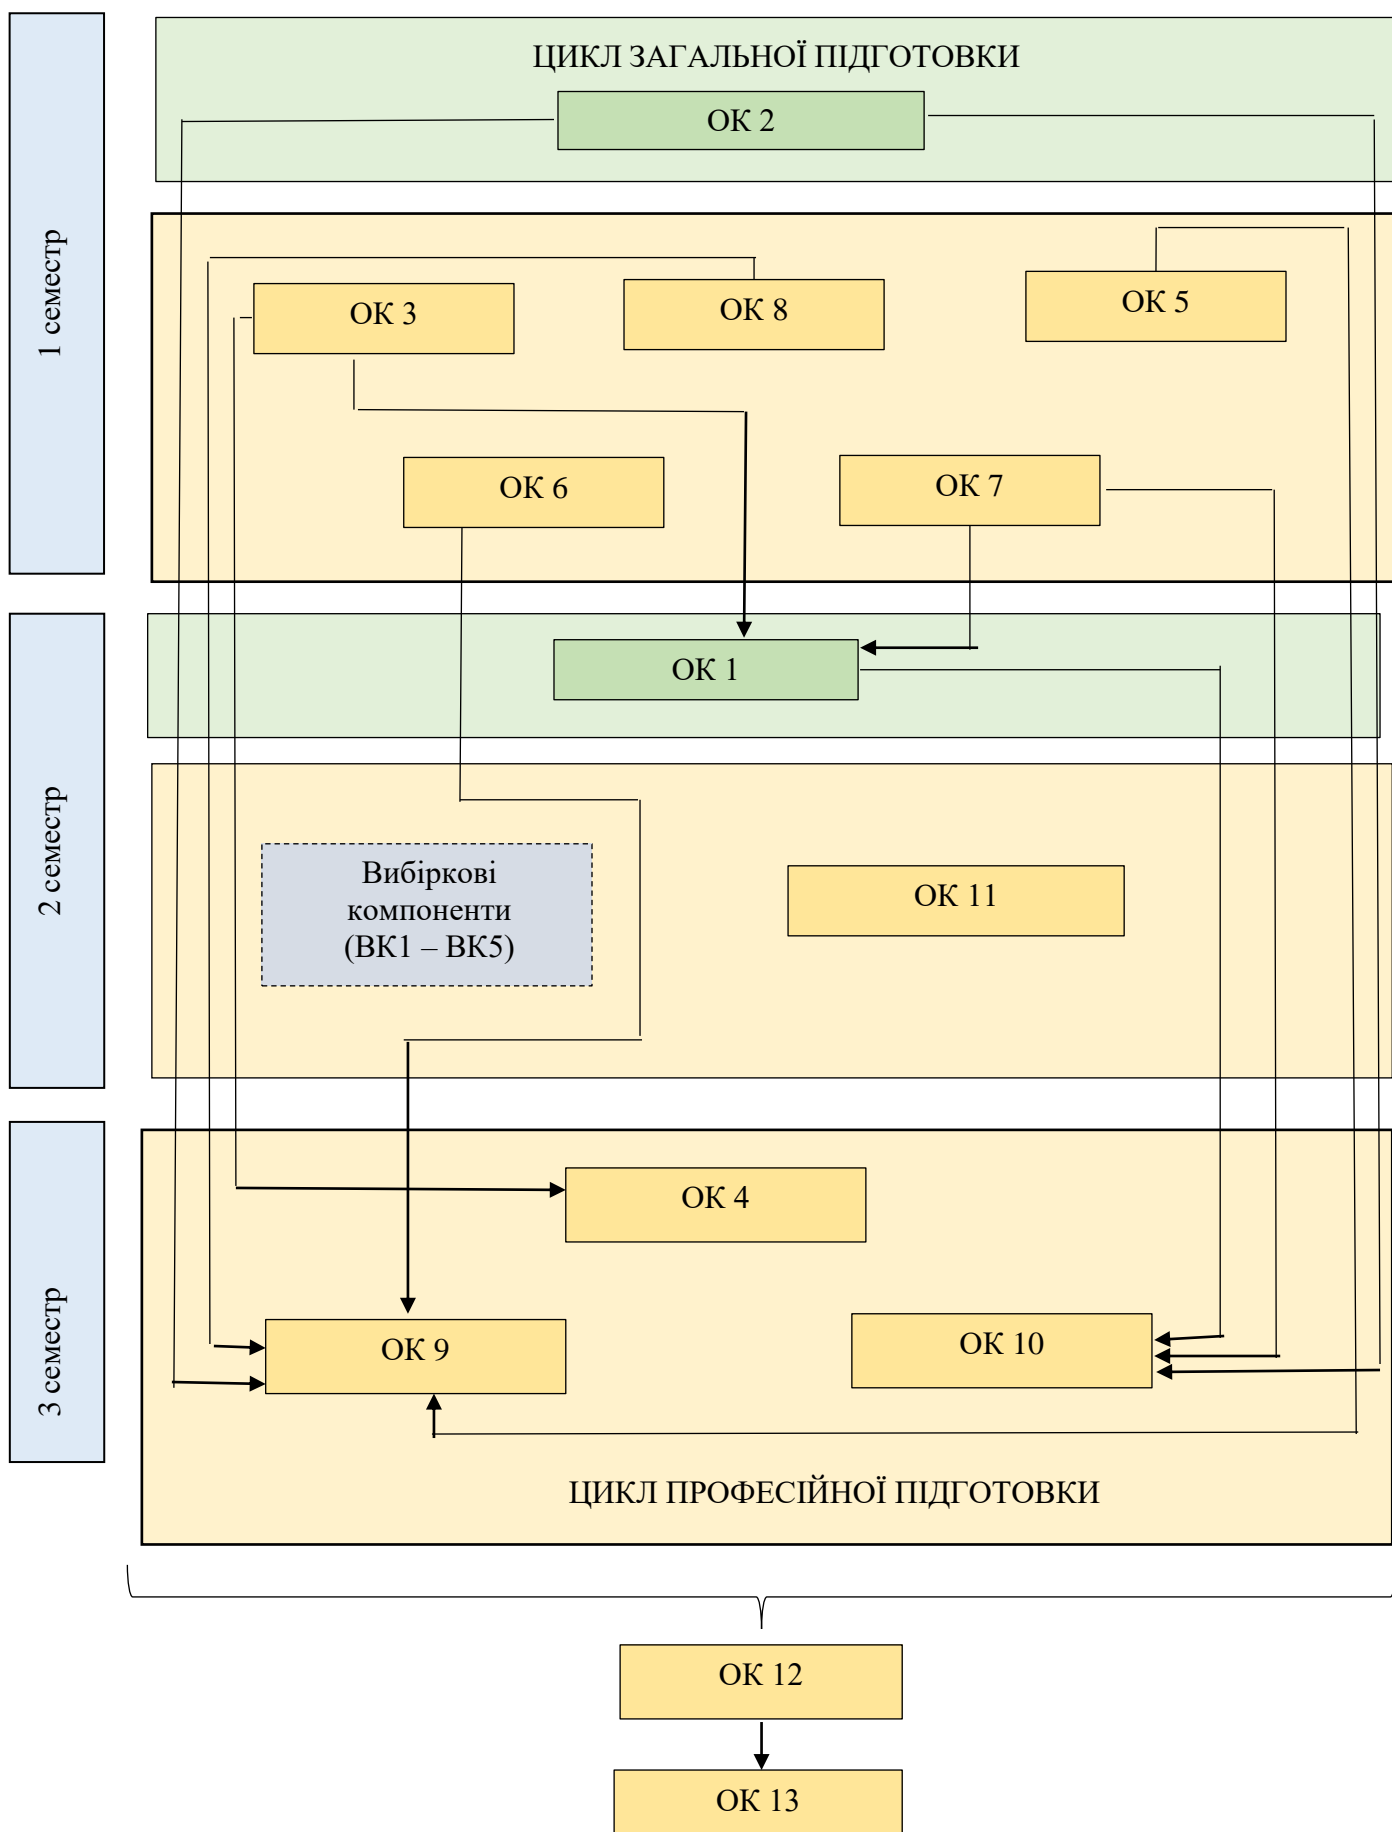 ЦИКЛ ЗАГАЛЬНОЇ ПІДГОТОВКИ
ОК 2
1 семестр
ОК 3
ОК 8
ОК 5
ОК 6
ОК 7
2 семестр
ОК 1
Вибіркові
компоненти
(ВК1 – ВК5)
ОК 11
3 семестр
ОК 4
ОК 9
ОК 10
ЦИКЛ ПРОФЕСІЙНОЇ ПІДГОТОВКИ
ОК 12
ОК 13